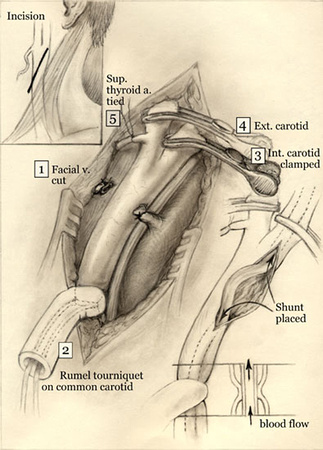 Incision
Sup.
thyroid a.
tied
5
4 Ext. carotid
3 Int. carotid
clamped
1 Facial v.
cut
Shunt
placed
2
Rumel tourniquet
on common carotid
blood flow